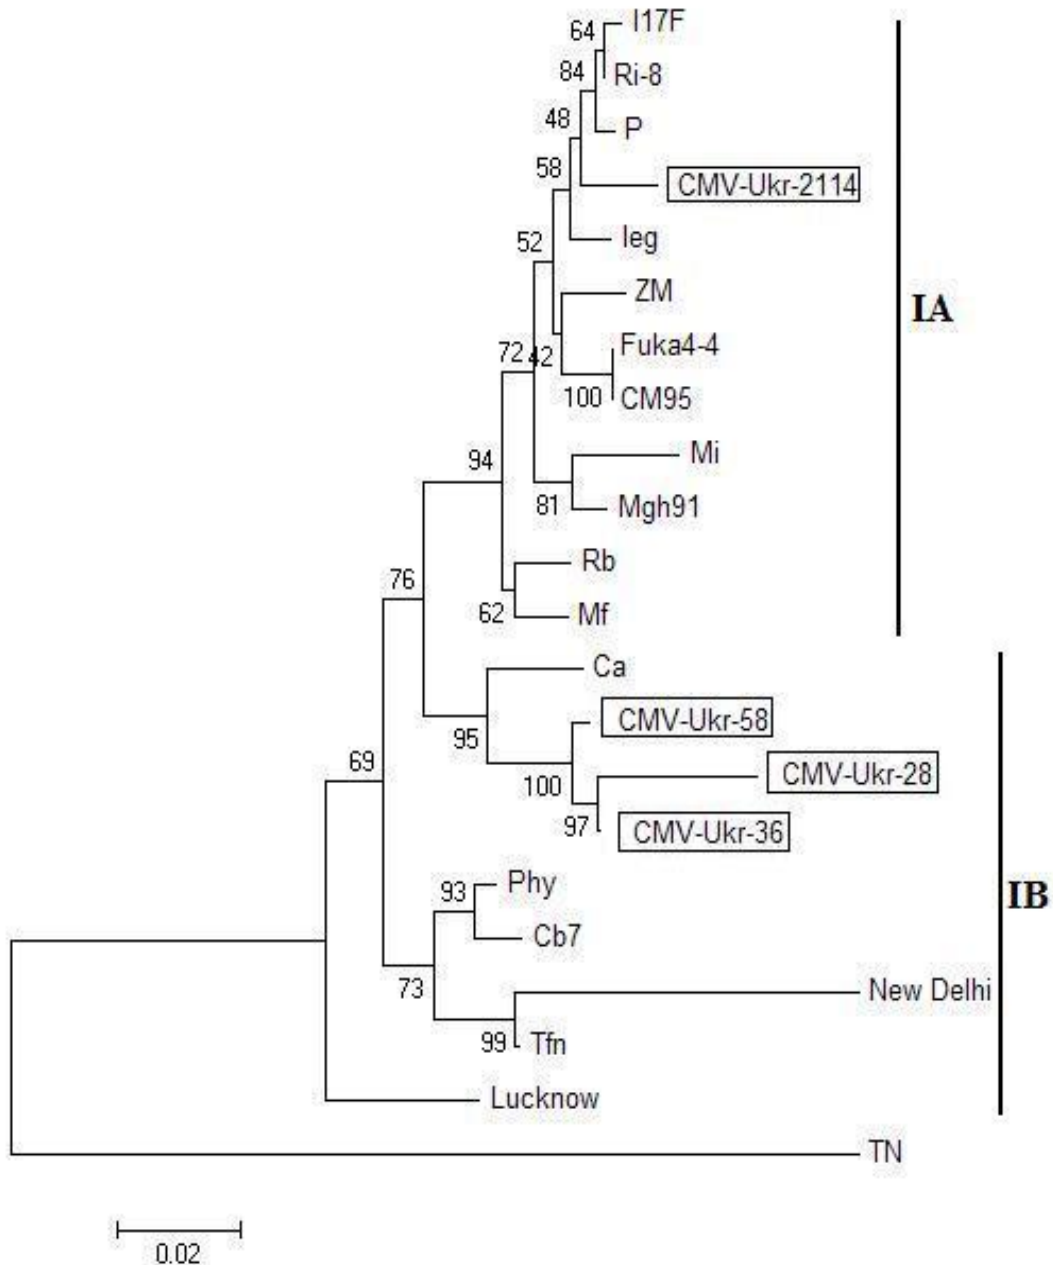 I17F
64
Ri-8
84
P
48
CMV-Ukr-2114
58
leg
52
ZM
IA
Fuka4-4
72
42
CM95
100
Mi
94
Mgh91
81
Rb
76
Mf
62
Ca
CMV-Ukr-58
95
CMV-Ukr-28
69
100
CMV-Ukr-36
97
Phy
93
IB
Cb7
New Delhi
73
Tfn
99
Lucknow
TN
0.02